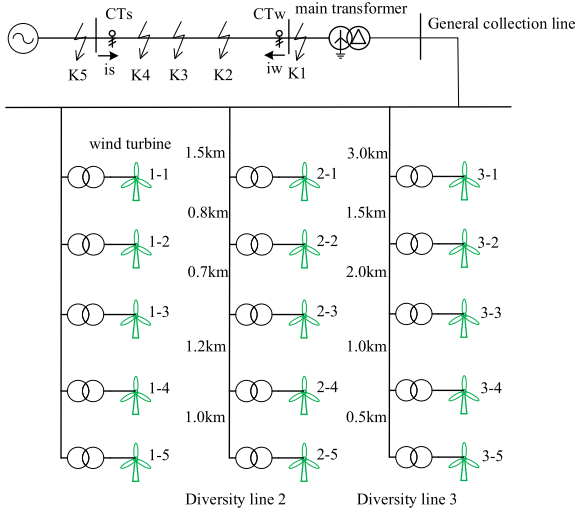 CTs
CTw
main transformer
General collection line
K5
is
K4
K3
K2
iw
K1
wind turbine
1.5km
3.0km
1-1
2-1
3-1
0.8km
1.5km
1-2
2-2
3-2
0.7km
2.0km
1-3
2-3
3-3
1.2km
1.0km
1-4
2-4
3-4
1.0km
0.5km
1-5
2-5
3-5
Diversity line 2
Diversity line 3